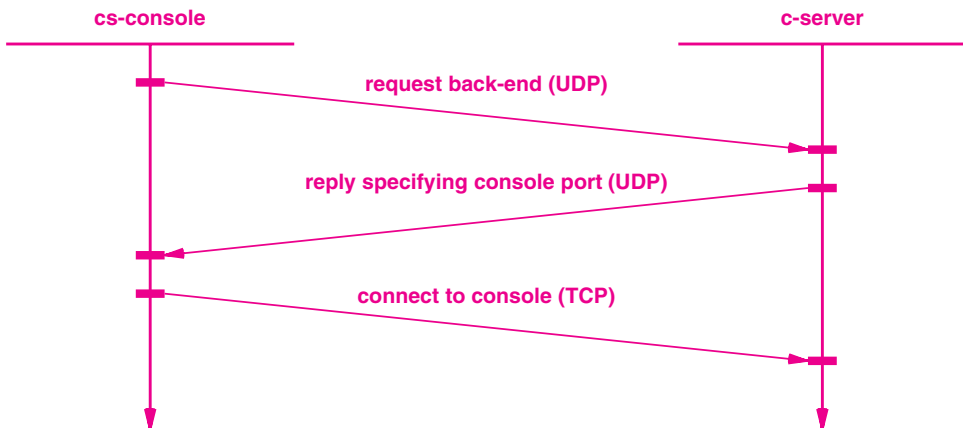 cs-console
c-server
request back-end (UDP)
reply specifying console port (UDP)
connect to console (TCP)